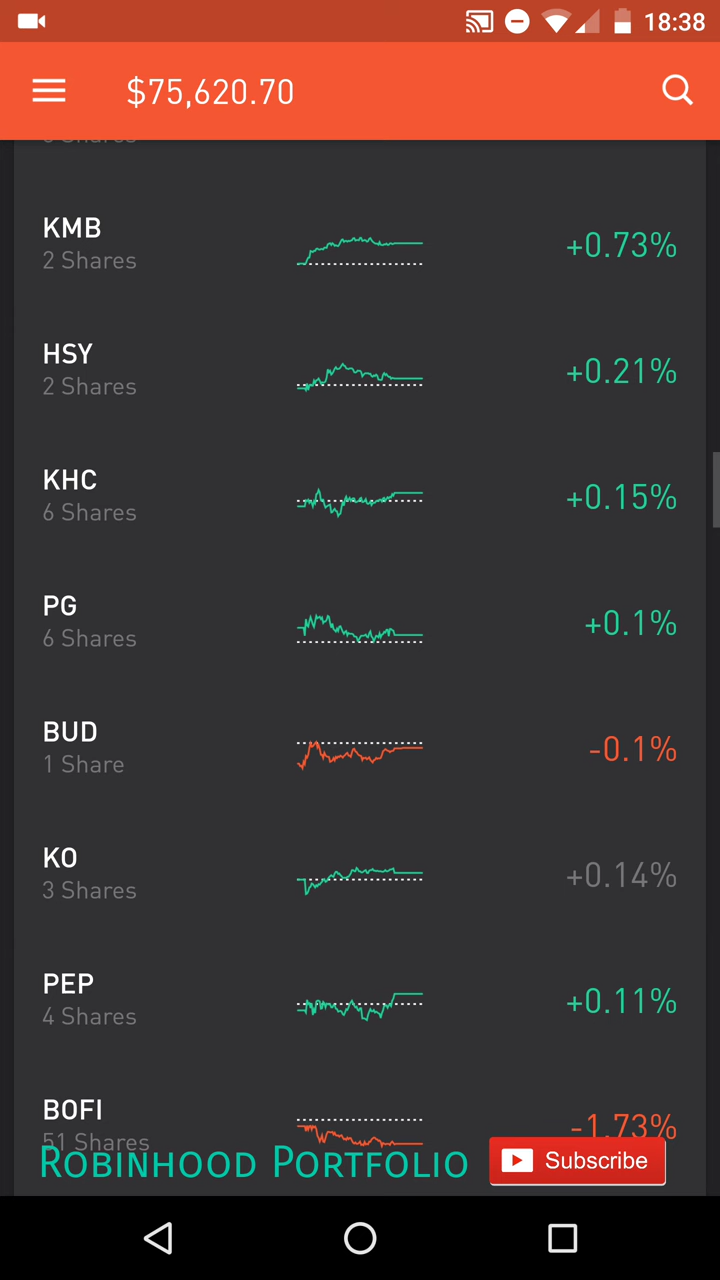 18:38
$75,620.70
KMB
2 Shares
+0.73%
HSY
2 Shares
+0.21%
KHC
6 Shares
+0.15%
PG
6 Shares
+0.1%
BUD
1 Share
-0.1%
KO
3 Shares
+0.14%
PEP
4 Shares
+0.11%
BOFI
51 Shares
-1.73%
Robinhood Portfolio
Subscribe